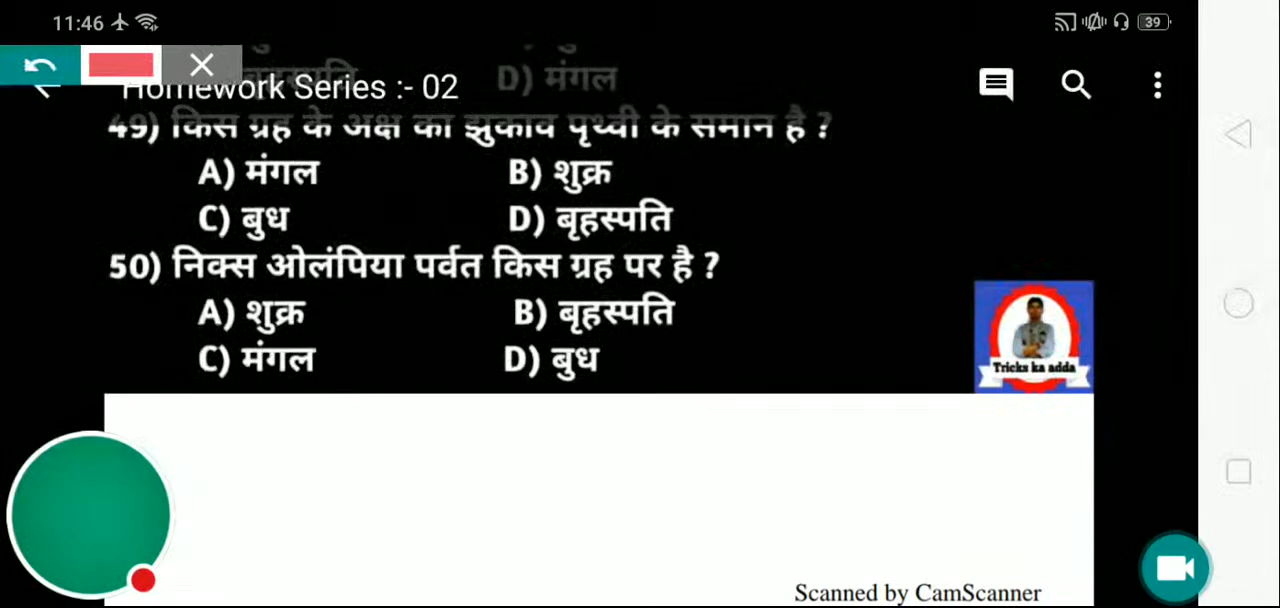 11:46
39
D) मंगल
Homework Series :- 02
49) किस ग्रह के अक्ष का झुकाव पृथ्वी के समान है ?
A) मंगल B) शुक्र
C) बुध D) बृहस्पति
50) निक्स ओलंपिया पर्वत किस ग्रह पर है ?
A) शुक्र B) बृहस्पति
C) मंगल D) बुध
Tricks ka adda
Scanned by CamScanner